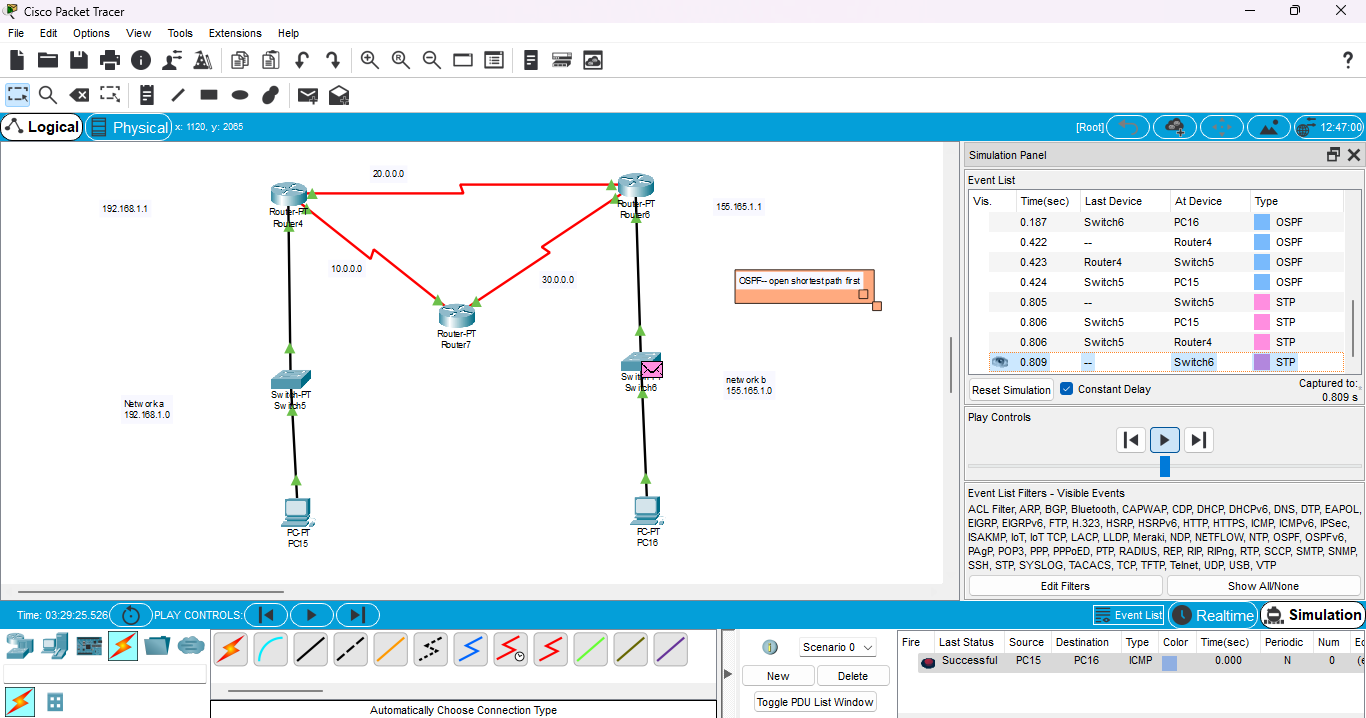 Cisco Packet Tracer
File Edit Options View Tools Extensions Help
Logical Physical x: 1120, y: 2065 [Root] 12:47:00
20.0.0.0
192.168.1.1
Router-PT
Router4
Router-PT
Router6
155.165.1.1
10.0.0.0
30.0.0.0
OSPF-- open shortest path first
Router-PT
Router7
Switch-PT
Switch5
Switch6
network b
155.165.1.0
Network a
192.168.1.0
PC-PT
PC15
PC-PT
PC16
Simulation Panel
Event List
Vis. Time(sec) Last Device At Device Type
0.187 Switch6 PC16 OSPF
0.422 -- Router4 OSPF
0.423 Router4 Switch5 OSPF
0.424 Switch5 PC15 OSPF
0.805 -- Switch5 STP
0.806 Switch5 PC15 STP
0.806 Switch5 Router4 STP
0.809 -- Switch6 STP
Reset Simulation Constant Delay Captured to:
0.809 s
Play Controls
Event List Filters - Visible Events
ACL Filter, ARP, BGP, Bluetooth, CAPWAP, CDP, DHCP, DHCPv6, DNS, DTP, EAPOL,
EIGRP, EIGRPv6, FTP, H.323, HSRP, HSRPv6, HTTP, HTTPS, ICMP, ICMPv6, IPSec,
ISAKMP, IoT, IoT TCP, LACP, LLDP, Meraki, NDP, NETFLOW, NTP, OSPF, OSPFv6,
PAgP, POP3, PPP, PPPoED, PTP, RADIUS, REP, RIP, RIPng, RTP, SCCP, SMTP, SNMP,
SSH, STP, SYSLOG, TACACS, TCP, TFTP, Telnet, UDP, USB, VTP
Edit Filters Show All/None
Time: 03:29:25.526 PLAY CONTROLS: Event List Realtime Simulation
Automatically Choose Connection Type
Scenario 0
New Delete
Toggle PDU List Window
Fire Last Status Source Destination Type Color Time(sec) Periodic Num Ed
Successful PC15 PC16 ICMP 0.000 N 0 (e